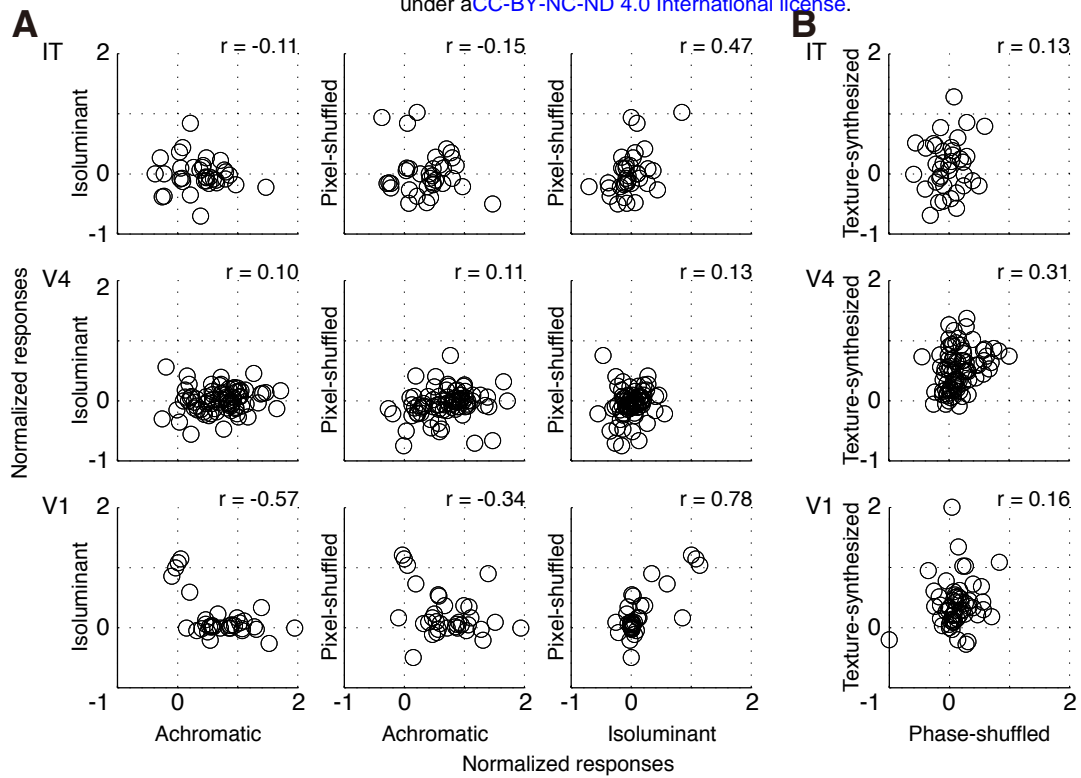 under aCC-BY-NC-ND 4.0 International license.
A
B
IT
r = -0.11
r = -0.15
r = 0.47
IT
r = 0.13
2
0
-1
Isoluminant
Pixel-shuffled
Pixel-shuffled
2
0
-1
Texture-synthesized
Normalized responses
V4
r = 0.10
r = 0.11
r = 0.13
V4
r = 0.31
2
0
-1
Isoluminant
Pixel-shuffled
Pixel-shuffled
2
0
-1
Texture-synthesized
V1
r = -0.57
r = -0.34
r = 0.78
V1
r = 0.16
2
0
-1
Isoluminant
Pixel-shuffled
Pixel-shuffled
2
0
-1
Texture-synthesized
-1 0 2
-1 0 2
-1 0 2
-1 0 2
Achromatic
Achromatic
Isoluminant
Phase-shuffled
Normalized responses